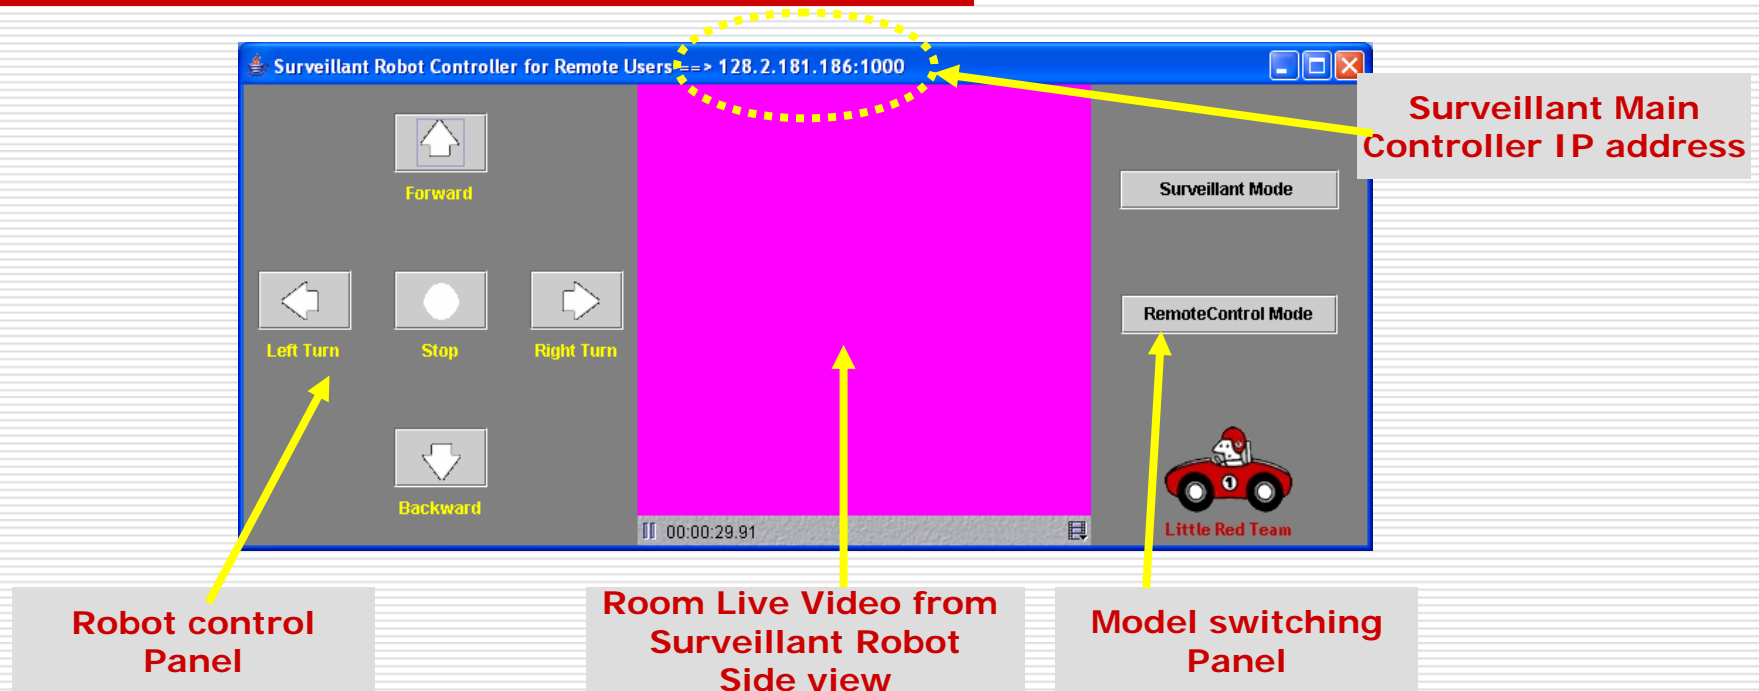 Surveillant Robot Controller for Remote Users ==> 128.2.181.186:1000
Surveillant Main
Controller IP address
Forward
Surveillant Mode
RemoteControl Mode
Left Turn
Stop
Right Turn
Backward
1
00:00:29.91
Little Red Team
Robot control
Panel
Room Live Video from
Surveillant Robot
Side view
Model switching
Panel